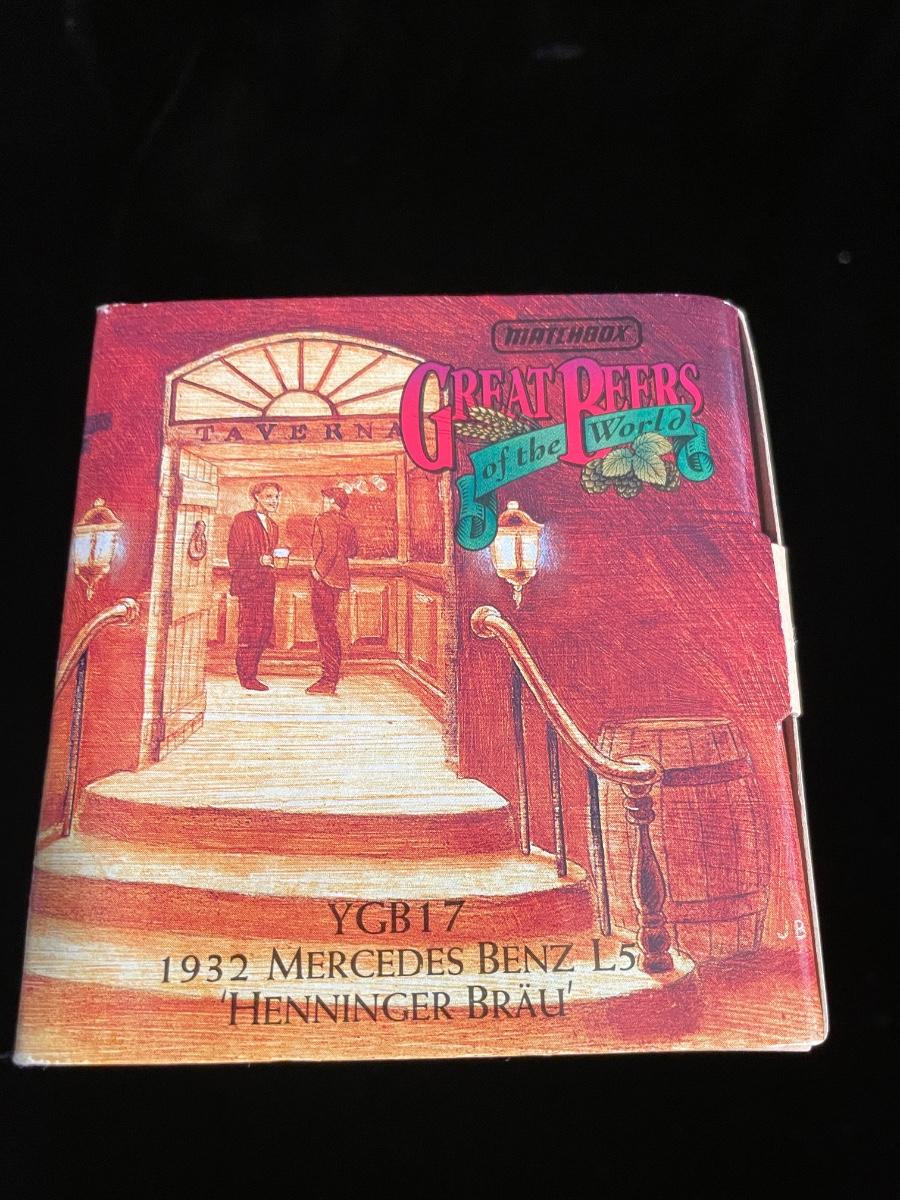 MATCHBOX
GREAT BEERS
of the World
TAVERNA
JB
YGB17
1932 MERCEDES BENZ L5
'HENNINGER BRÄU'